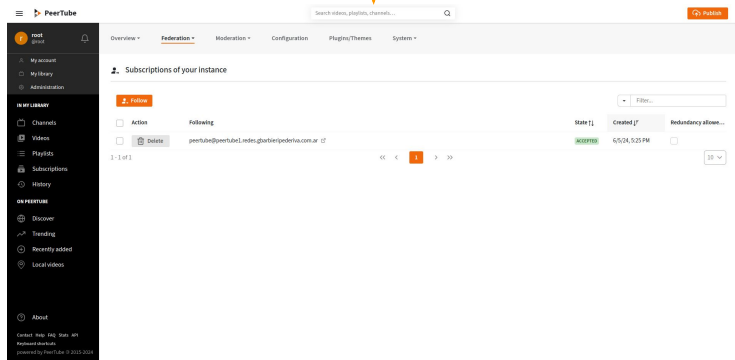 PeerTube
Search videos, playlists, channels...
Publish
root
@root
My account
My library
Administration
IN MY LIBRARY
Channels
Videos
Playlists
Subscriptions
History
ON PEERTUBE
Discover
Trending
Recently added
Local videos
About
Contact Help FAQ Stats API
Keyboard shortcuts
powered by PeerTube © 2015-2024
Overview Federation Moderation Configuration Plugins/Themes System
Subscriptions of your instance
Follow
Filter...
Action Following State Created Redundancy allowe...
Delete peertube@peertube1.redes.gbarbieripederiva.com.ar ACCEPTED 6/5/24, 5:25 PM
1 - 1 of 1 << < 1 > >> 10